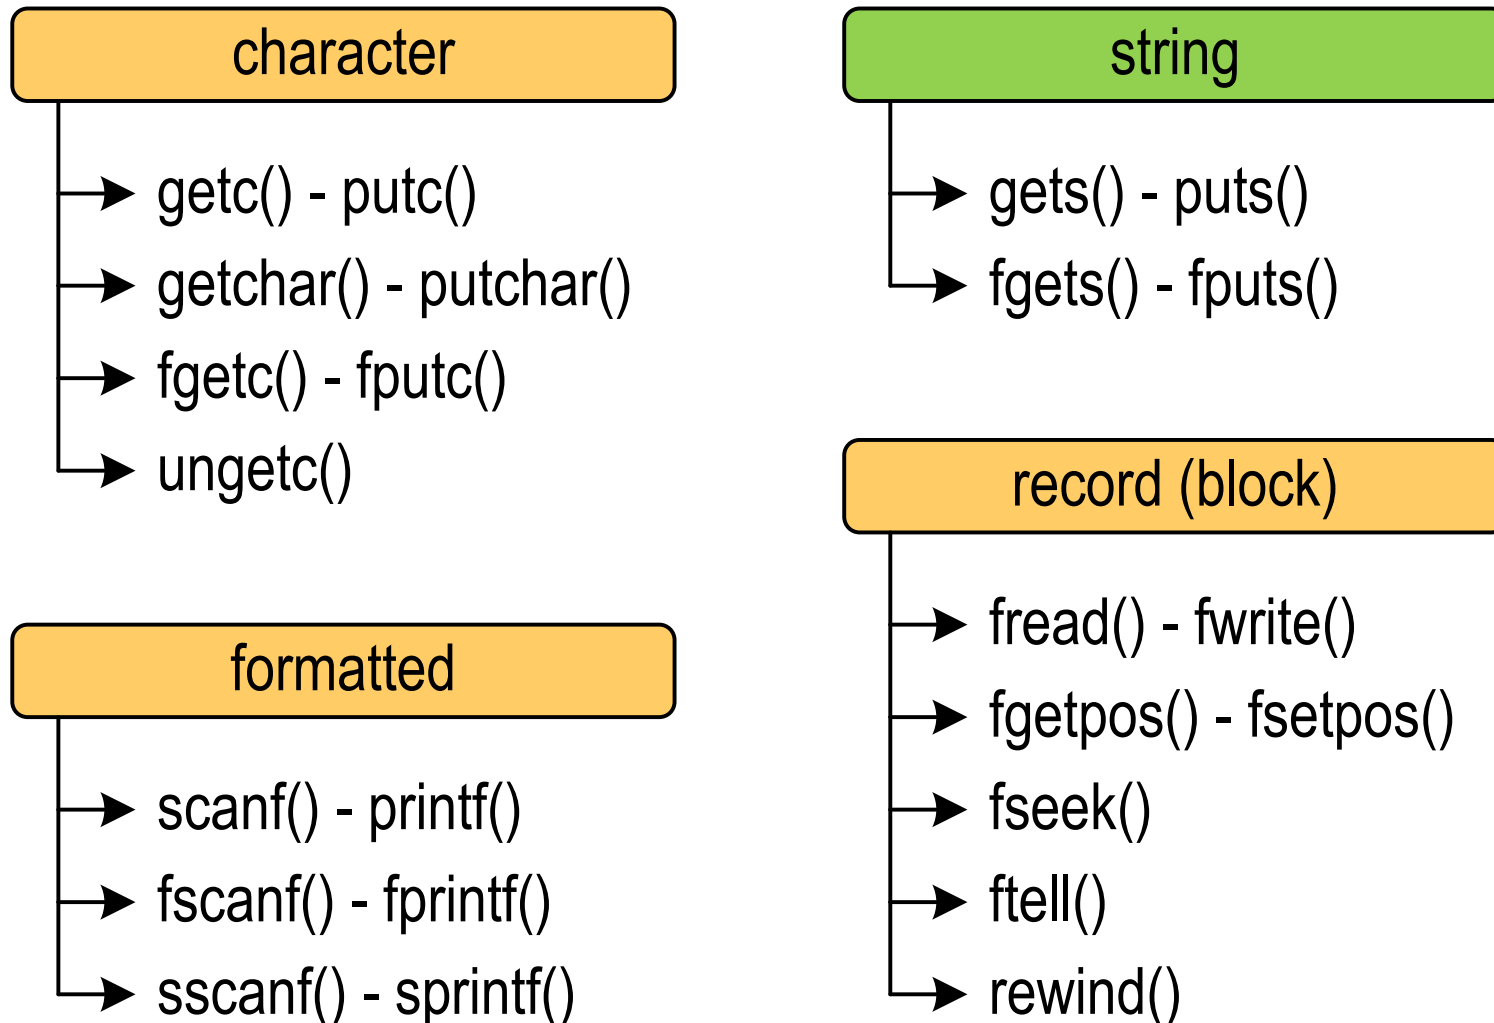 character
getc() - putc()
getchar() - putchar()
fgetc() - fputc()
ungetc()
formatted
scanf() - printf()
fscanf() - fprintf()
sscanf() - sprintf()
string
gets() - puts()
fgets() - fputs()
record (block)
fread() - fwrite()
fgetpos() - fsetpos()
fseek()
ftell()
rewind()